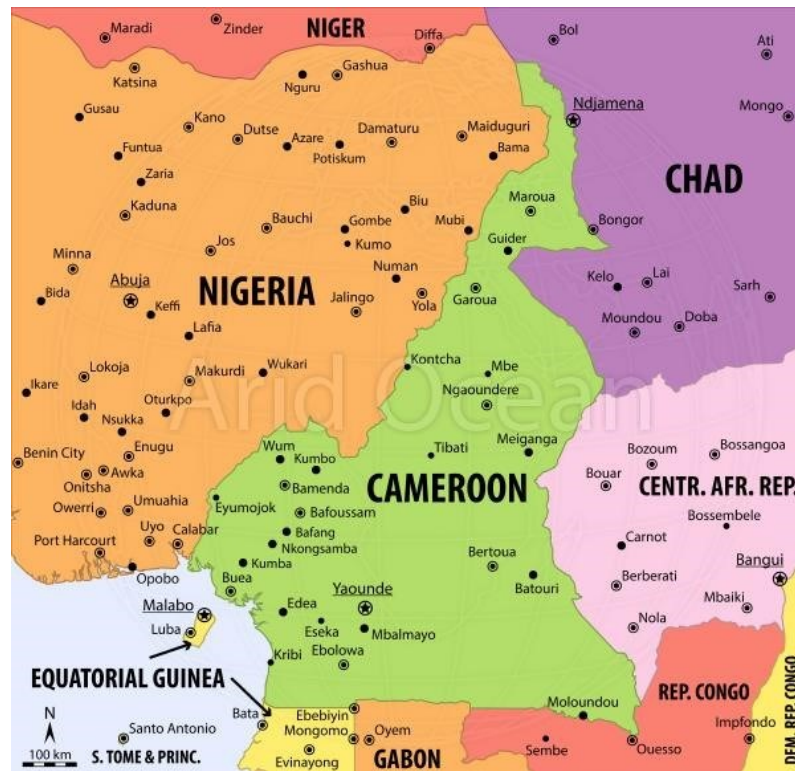 Maradi
Zinder
NIGER
Diffa
Bol
Ati
Katsina
Nguru
Gashua
Ndjamena
Mongo
Gusau
Kano
Dutse
Azare
Damaturu
Maiduguri
Potiskum
Bama
Funtua
Zaria
CHAD
Kaduna
Bauchi
Biu
Gombe
Mubi
Maroua
Bongor
Kumo
Guider
Jos
Minna
Abuja
NIGERIA
Numan
Kelo
Lai
Sarh
Bida
Keffi
Jalingo
Yola
Garoua
Moundou
Doba
Lafia
Arid Ocean
Kontcha
Mbe
Lokoja
Makurdi
Wukari
Ngaoundere
Ikare
Idah
Oturkpo
Nsukka
Meiganga
Benin City
Enugu
Wum
Kumbo
Tibati
Bozoum
Bossangoa
Awka
Onitsha
Bamenda
CAMEROON
Bouar
CENTR. AFR. REP.
Owerri
Umuahia
Eyumojok
Bafoussam
Bossembele
Uyo
Calabar
Bafang
Port Harcourt
Nkongsamba
Carnot
Opobo
Kumba
Bertoua
Bangui
Buea
Yaounde
Batouri
Berberati
Malabo
Edea
Mbaiki
Luba
Eseka
Mbalmayo
Nola
Ebolowa
Kribi
EQUATORIAL GUINEA
REP. CONGO
DEM. REP. CONGO
N
100 km
Santo Antonio
S. TOME & PRINC.
Bata
Ebebiyin
Mongomo
Oyem
Evinayong
GABON
Moloundou
Sembe
Ouesso
Impfondo